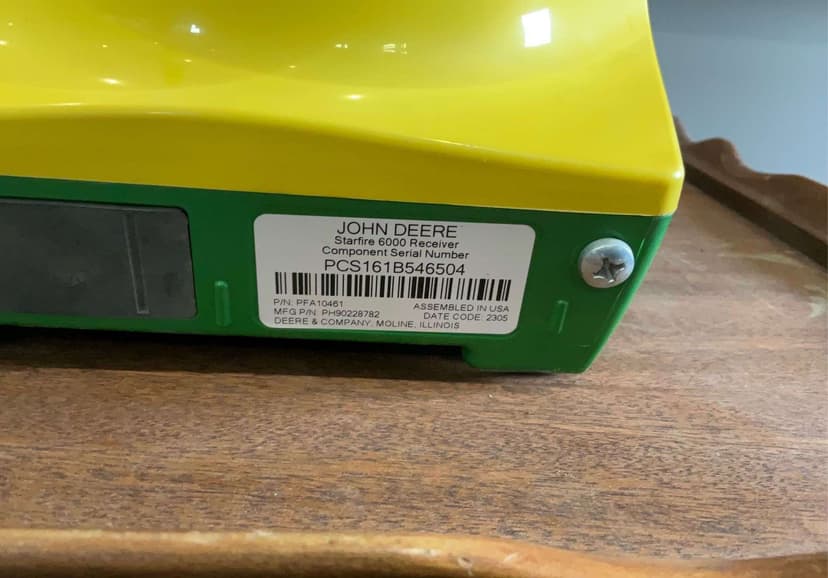 JOHN DEERE
Starfire 6000 Receiver
Component Serial Number
PCS161B546504
P/N: PFA10461 ASSEMBLED IN USA
MFG P/N: PH90228782 DATE CODE: 2305
DEERE & COMPANY, MOLINE, ILLINOIS